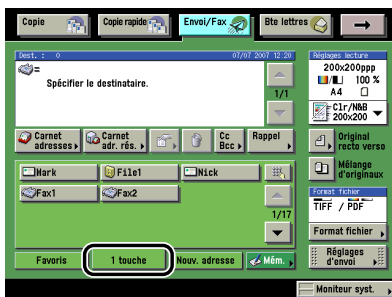 Copie
Copie rapide
Envoi/Fax
Bte lettres
Dest. : 0
07/07 2007 12:20
Spécifier le destinataire.
1/1
Carnet adresses
Carnet adr. rés.
Cc Bcc
Rappel
Mark
File1
Nick
Fax1
Fax2
1/17
Favoris
1 touche
Nouv. adresse
Mém.
Réglages lecture
200x200ppp
100 %
A4
Clr/N&B
200x200
Original recto verso
Mélange d'originaux
Format fichier
TIFF / PDF
Format fichier
Réglages d'envoi
Moniteur syst.